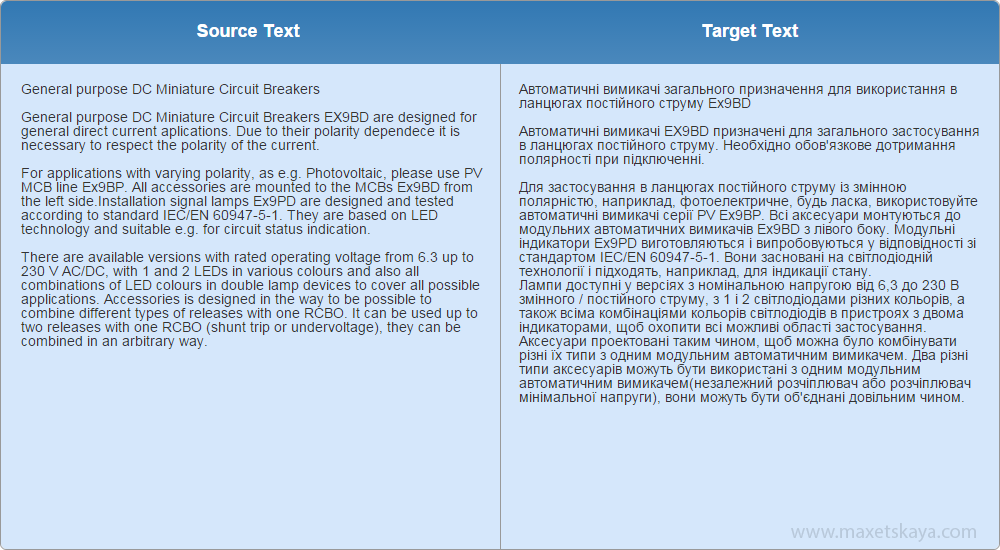 Source Text
Target Text
General purpose DC Miniature Circuit Breakers
General purpose DC Miniature Circuit Breakers EX9BD are designed for
general direct current aplications. Due to their polarity dependece it is
necessary to respect the polarity of the current.
For applications with varying polarity, as e.g. Photovoltaic, please use PV
MCB line Ex9BP. All accessories are mounted to the MCBs Ex9BD from
the left side.Installation signal lamps Ex9PD are designed and tested
according to standard IEC/EN 60947-5-1. They are based on LED
technology and suitable e.g. for circuit status indication.
There are available versions with rated operating voltage from 6.3 up to
230 V AC/DC, with 1 and 2 LEDs in various colours and also all
combinations of LED colours in double lamp devices to cover all possible
applications. Accessories is designed in the way to be possible to
combine different types of releases with one RCBO. It can be used up to
two releases with one RCBO (shunt trip or undervoltage), they can be
combined in an arbitrary way.
Автоматичні вимикачі загального призначення для використання в
ланцюгах постійного струму Ex9BD
Автоматичні вимикачі EX9BD призначені для загального застосування
в ланцюгах постійного струму. Необхідно обов'язкове дотримання
полярності при підключенні.
Для застосування в ланцюгах постійного струму із змінною
полярністю, наприклад, фотоелектричне, будь ласка, використовуйте
автоматичні вимикачі серії PV Ex9BP. Всі аксесуари монтуються до
модульних автоматичних вимикачів Ex9BD з лівого боку. Модульні
індикатори Ex9PD виготовляються і випробовуються у відповідності зі
стандартом IEC/EN 60947-5-1. Вони засновані на світлодіодній
технології і підходять, наприклад, для індикації стану.
Лампи доступні у версіях з номінальною напругою від 6,3 до 230 В
змінного / постійного струму, з 1 і 2 світлодіодами різних кольорів, а
також всіма комбінаціями кольорів світлодіодів в пристроях з двома
індикаторами, щоб охопити всі можливі області застосування.
Аксесуари проектовані таким чином, щоб можна було комбінувати
різні їх типи з одним модульним автоматичним вимикачем. Два різні
типи аксесуарів можуть бути використані з одним модульним
автоматичним вимикачем(незалежний розчіплювач або розчіплювач
мінімальної напруги), вони можуть бути об'єднані довільним чином.
www.maxetskaya.com